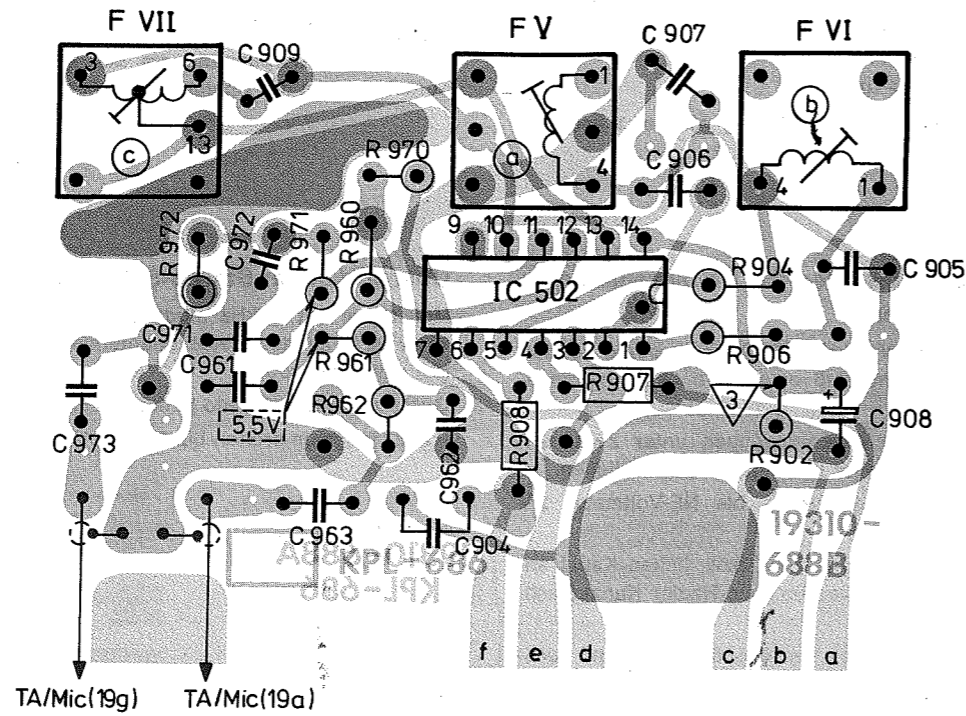 F VII
F V
F VI
C 907
C 909
3
6
1
b
13
c
R 970
a
C 906
4
4
1
R 972
C 972
R 971
R 960
9
10
11
12
13
14
IC 502
R 904
C 905
C971
R 961
7
6
5
4
3
2
1
R 906
C 961
R 907
5,5V
R962
3
+
C 908
C 973
C 962
R 908
R 902
C 963
C 904
19310-
KPL-686
688B
f
e
d
c
b
a
TA/Mic(19g)
TA/Mic(19a)